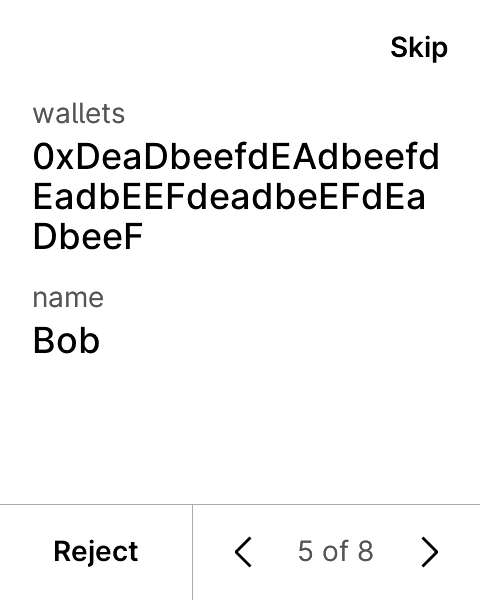 Skip
wallets
0xDeaDbeefdEAdbeefd
EadbEEFdeadbeEFdEa
DbeeF
name
Bob
Reject
5 of 8